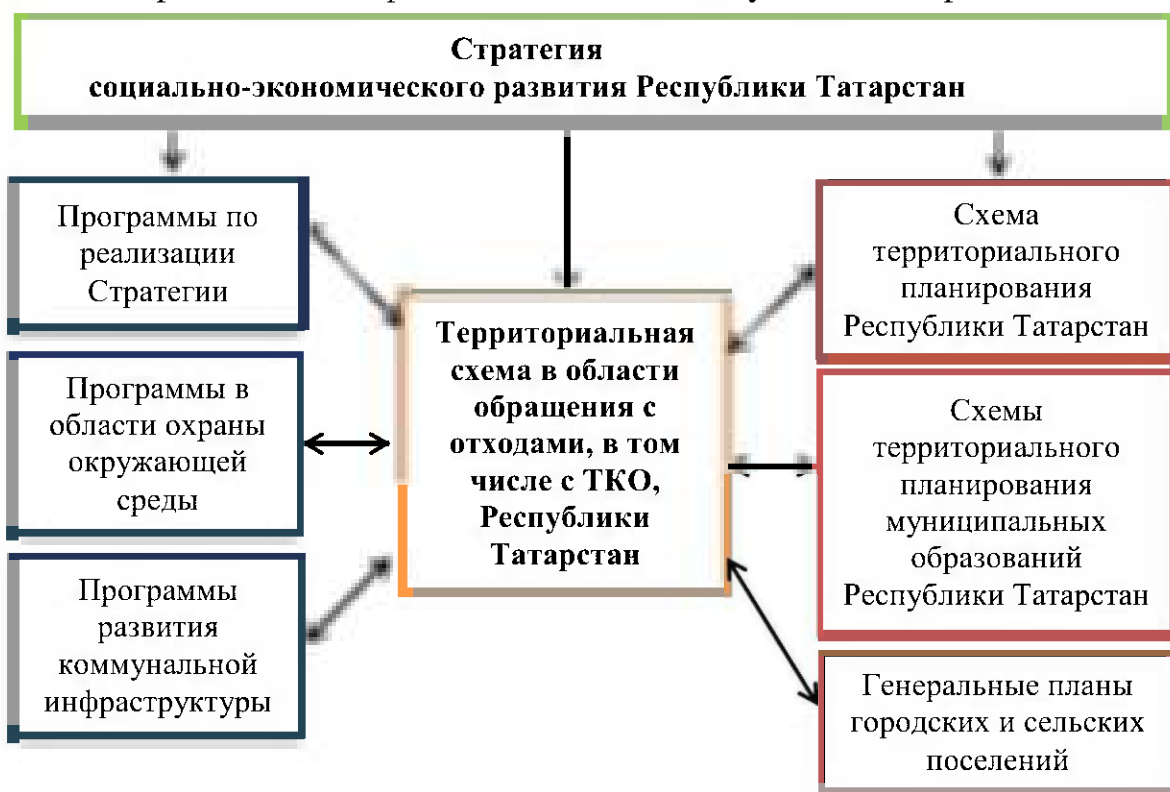 Стратегия
социально-экономического развития Республики Татарстан
Программы по
реализации
Стратегии
Программы в
области охраны
окружающей
среды
Программы
развития
коммунальной
инфраструктуры
Территориальная
схема в области
обращения с
отходами, в том
числе с ТКО,
Республики
Татарстан
Схема
территориального
планирования
Республики Татарстан
Схемы
территориального
планирования
муниципальных
образований
Республики Татарстан
Генеральные планы
городских и сельских
поселений